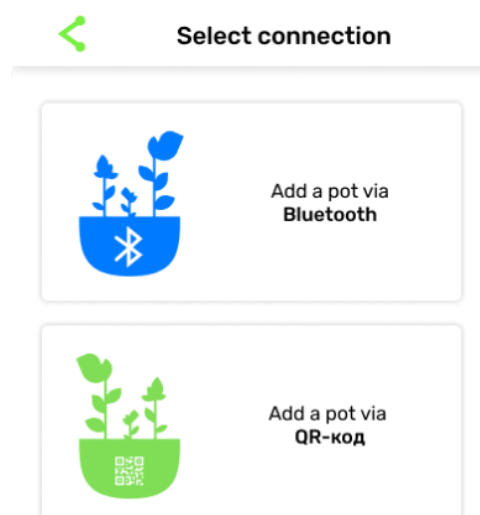 Select connection
Add a pot via
Bluetooth
Add a pot via
QR-код